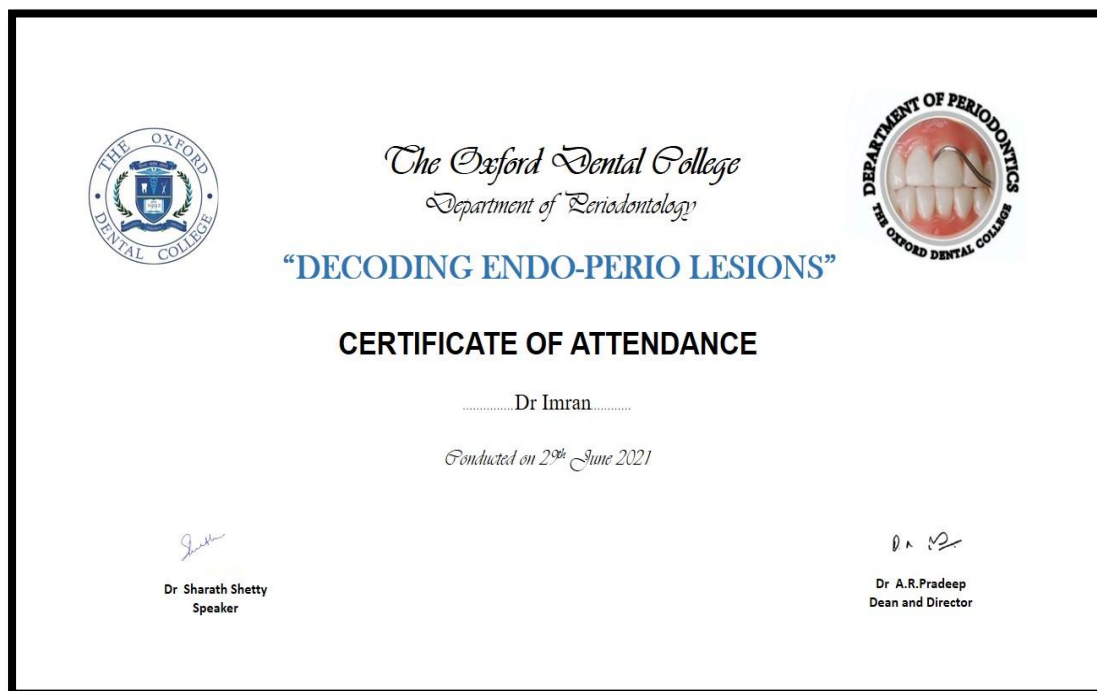 THE OXFORD
DENTAL COLLEGE
The Oxford Dental College
Department of Periodontology
DEPARTMENT OF PERIODONTICS
THE OXFORD DENTAL COLLEGE
“DECODING ENDO-PERIO LESIONS”
CERTIFICATE OF ATTENDANCE
...............Dr Imran............
Conducted on 29th June 2021
Dr Sharath Shetty
Speaker
Dr A.R.Pradeep
Dean and Director